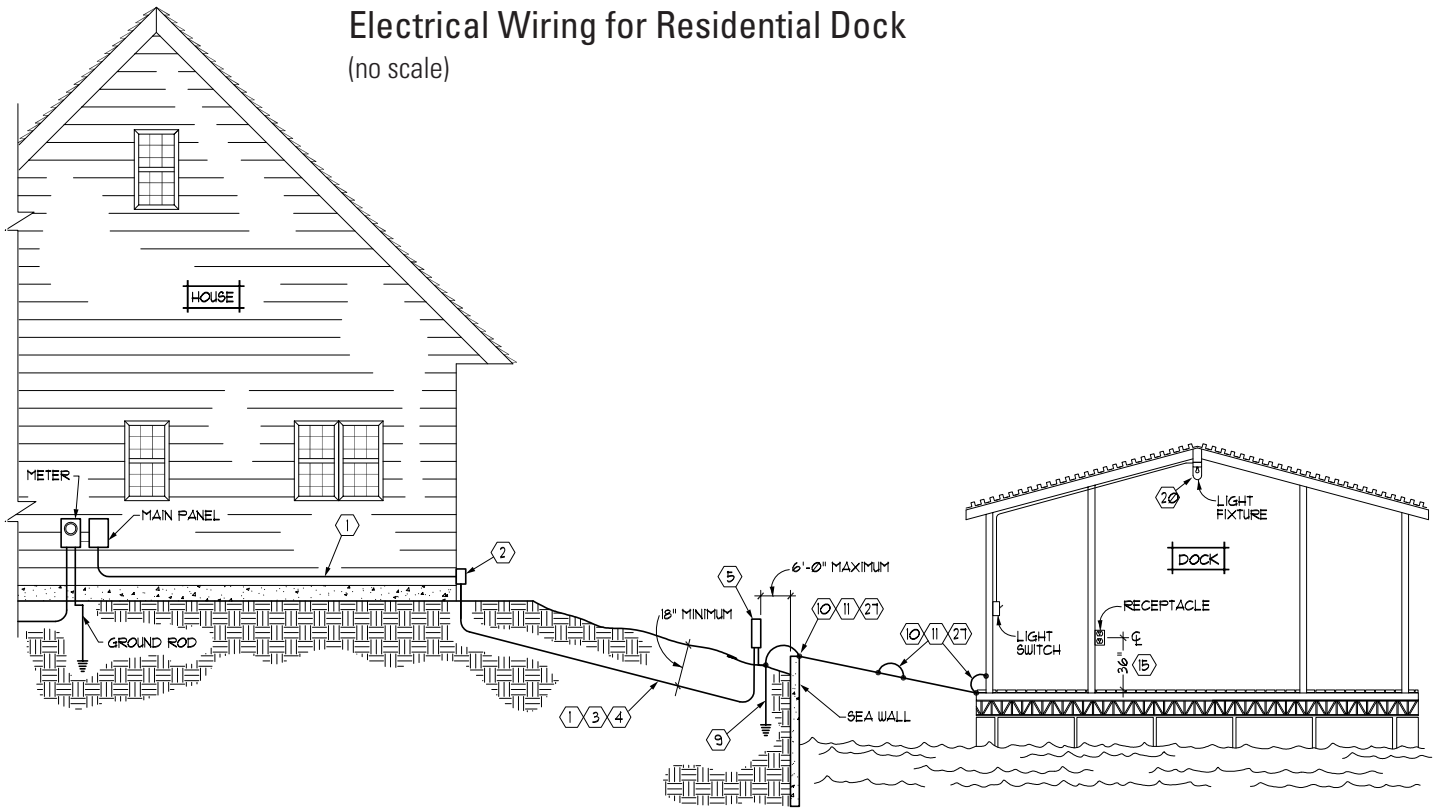 Electrical Wiring for Residential Dock
(no scale)
HOUSE
METER
MAIN PANEL
1
2
GROUND ROD
18" MINIMUM
1 3 4
5
6'-0" MAXIMUM
10 11 27
9
SEA WALL
10 11 27
20
LIGHT
FIXTURE
DOCK
RECEPTACLE
LIGHT
SWITCH
36"
15
℄